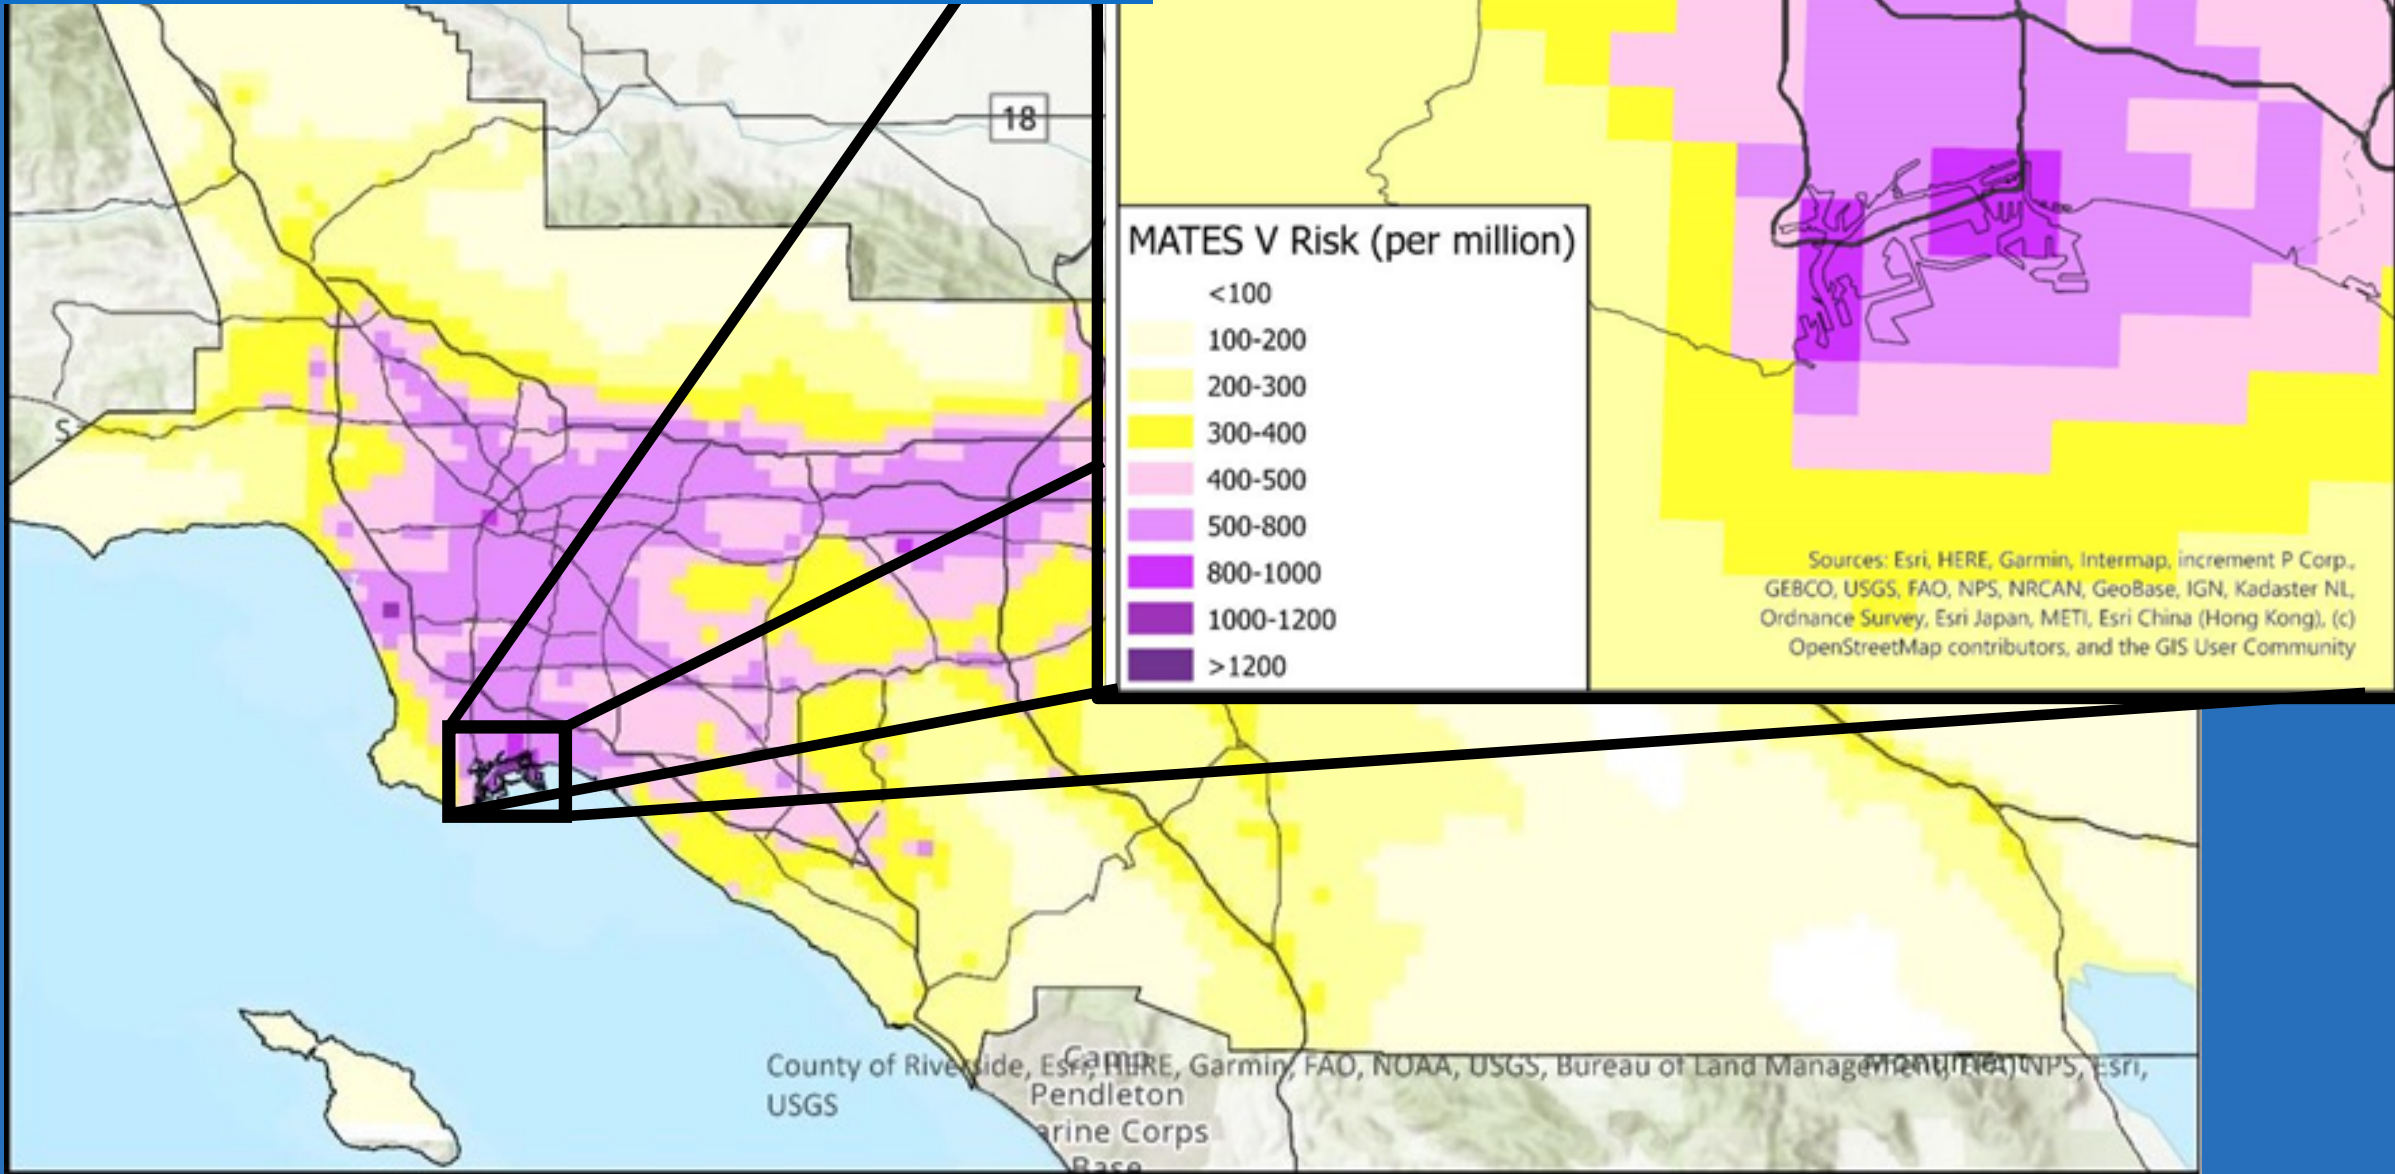 18
MATES V Risk (per million)
<100
100-200
200-300
300-400
400-500
500-800
800-1000
1000-1200
>1200
Sources: Esri, HERE, Garmin, Intermap, increment P Corp.,
GEBCO, USGS, FAO, NPS, NRCAN, GeoBase, IGN, Kadaster NL,
Ordnance Survey, Esri Japan, METI, Esri China (Hong Kong), (c)
OpenStreetMap contributors, and the GIS User Community
S
County of Riverside, Esri, HERE, Garmin, FAO, NOAA, USGS, Bureau of Land Management, EPA, NPS, Esri,
USGS
Camp
Pendleton
arine Corps
Base